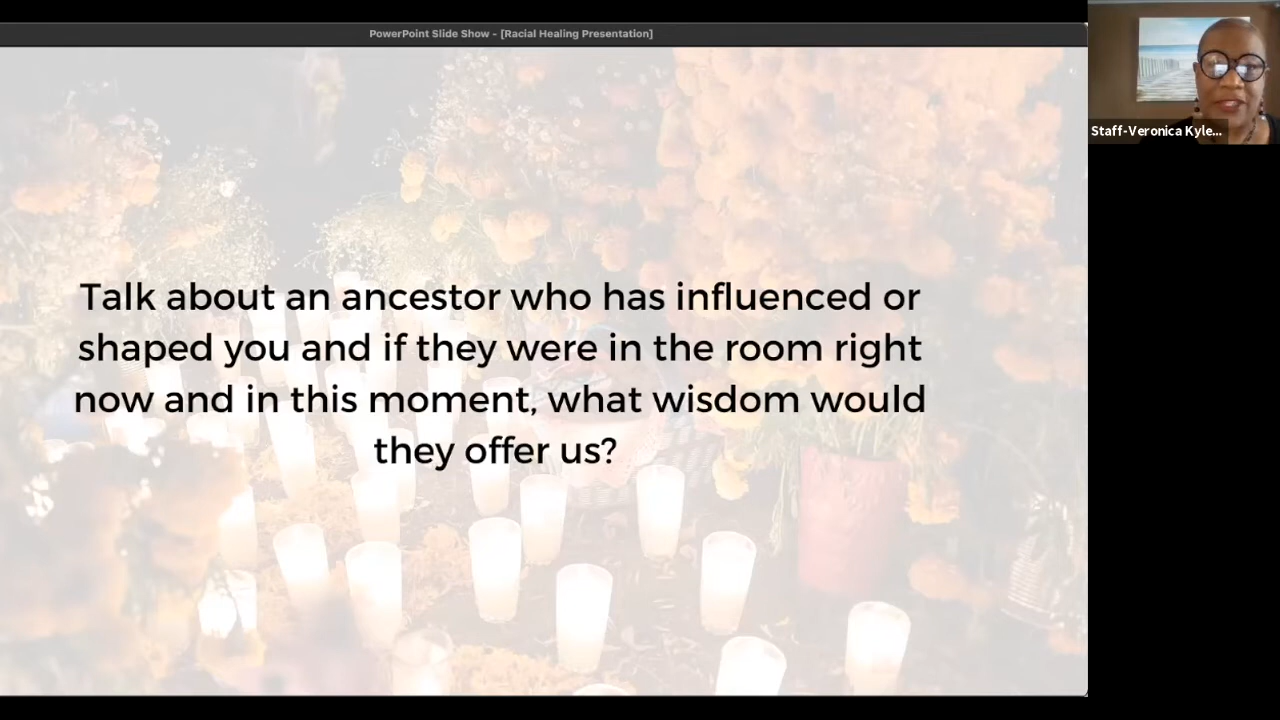 PowerPoint Slide Show - [Racial Healing Presentation]
Staff-Veronica Kyle...
Talk about an ancestor who has influenced or
shaped you and if they were in the room right
now and in this moment, what wisdom would
they offer us?